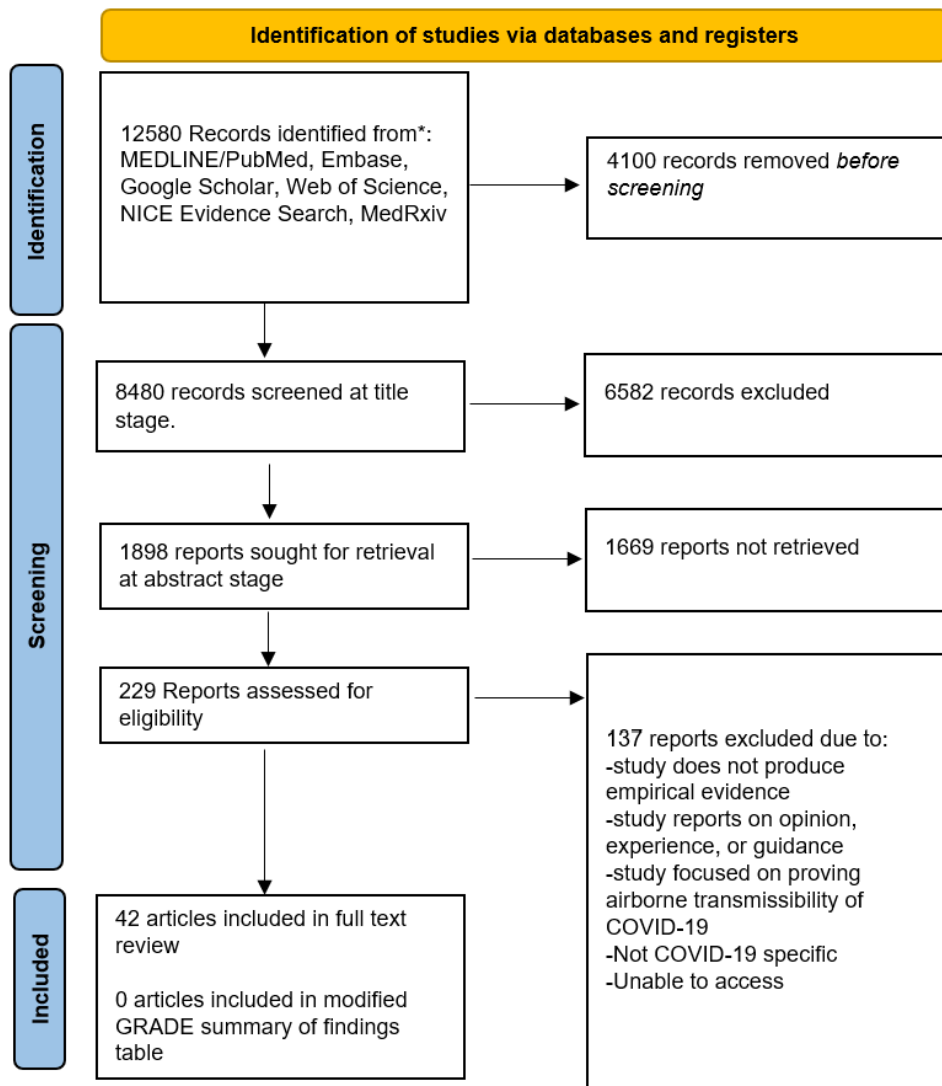 Identification of studies via databases and registers
Identification
12580 Records identified from*:
MEDLINE/PubMed, Embase,
Google Scholar, Web of Science,
NICE Evidence Search, MedRxiv
4100 records removed before
screening
Screening
8480 records screened at title
stage.
6582 records excluded
1898 reports sought for retrieval
at abstract stage
1669 reports not retrieved
229 Reports assessed for
eligibility
137 reports excluded due to:
-study does not produce
empirical evidence
-study reports on opinion,
experience, or guidance
-study focused on proving
airborne transmissibility of
COVID-19
-Not COVID-19 specific
-Unable to access
Included
42 articles included in full text
review
0 articles included in modified
GRADE summary of findings
table